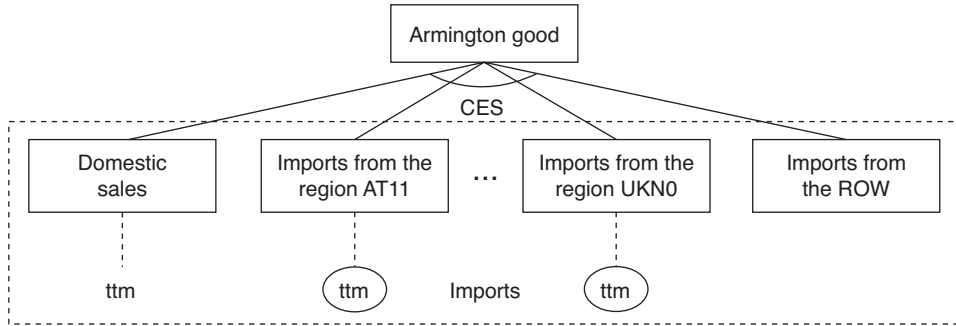 Armington good
CES
Domestic
sales
Imports from the
region AT11
...
Imports from the
region UKN0
Imports from
the ROW
ttm
ttm
Imports
ttm